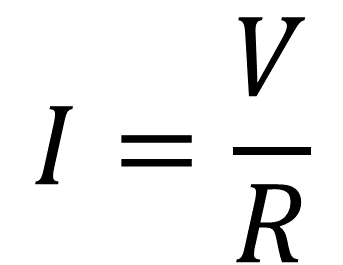 I = V/R